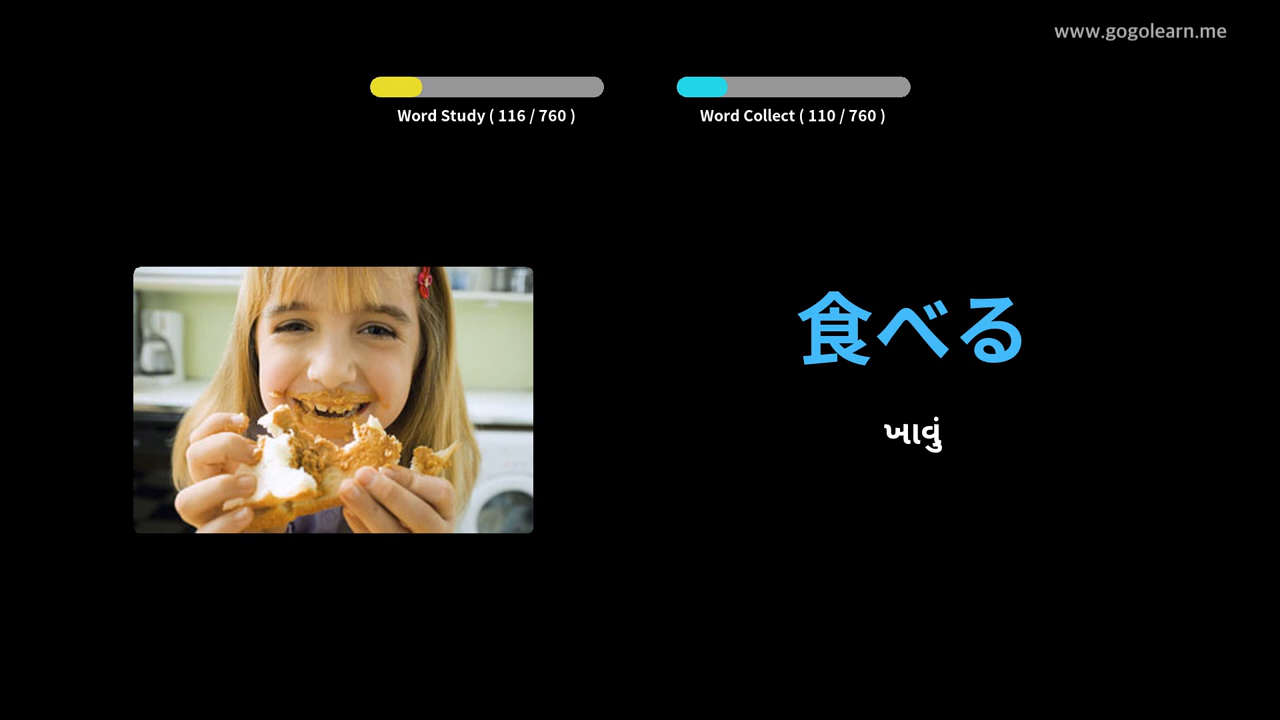 www.gogolearn.me
Word Study ( 116 / 760 )
Word Collect ( 110 / 760 )
食べる
ખાવું